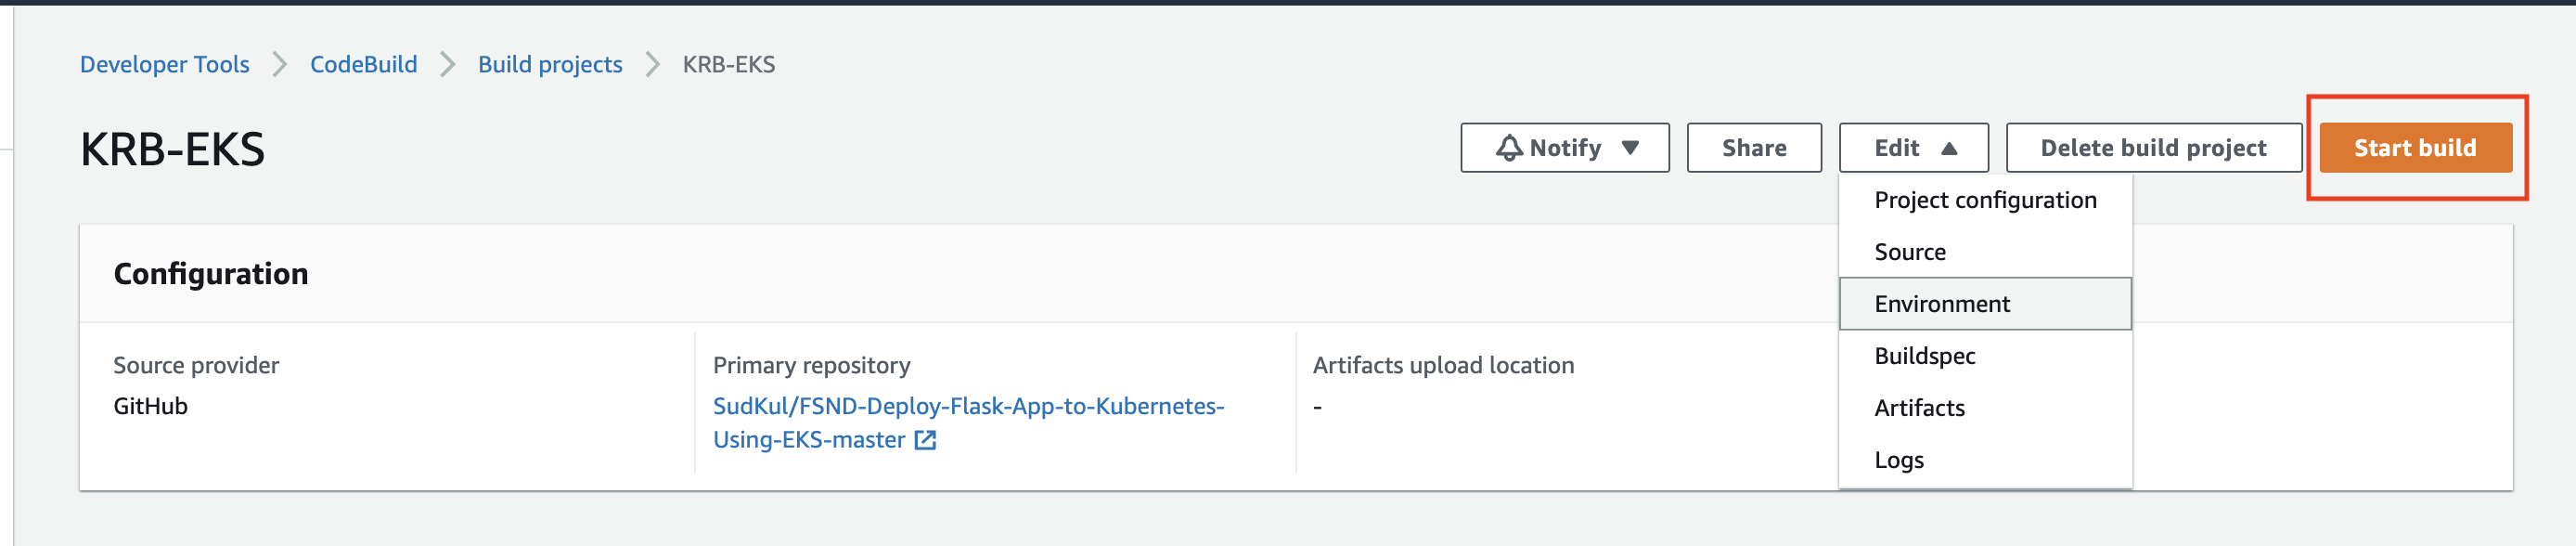 Developer Tools > CodeBuild > Build projects > KRB-EKS
KRB-EKS
Notify
Share
Edit
Delete build project
Start build
Project configuration
Source
Environment
Buildspec
Artifacts
Logs
Configuration
Source provider
GitHub
Primary repository
SudKul/FSND-Deploy-Flask-App-to-Kubernetes-
Using-EKS-master
Artifacts upload location
-